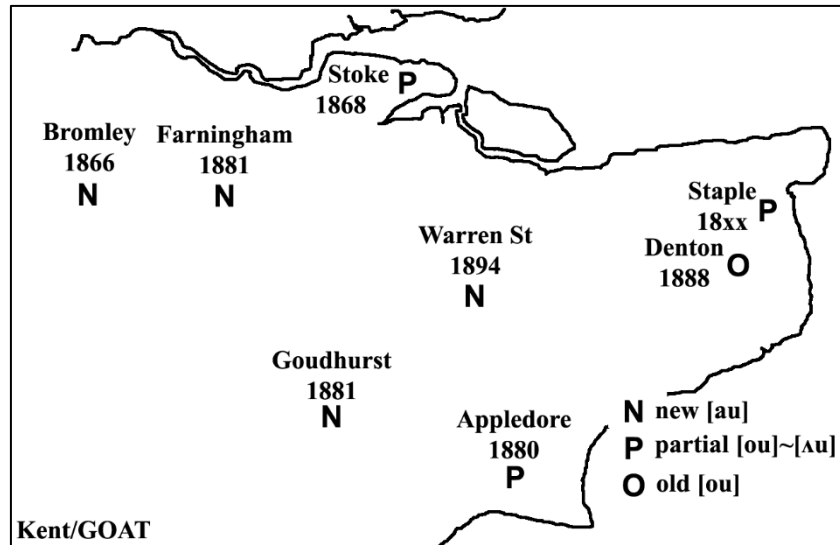 Stoke P
1868
Bromley
1866
N
Farningham
1881
N
Staple P
18xx
Denton O
1888
Warren St
1894
N
Goudhurst
1881
N
Appledore
1880
P
N new [au]
P partial [ou]~[ʌu]
O old [ou]
Kent/GOAT